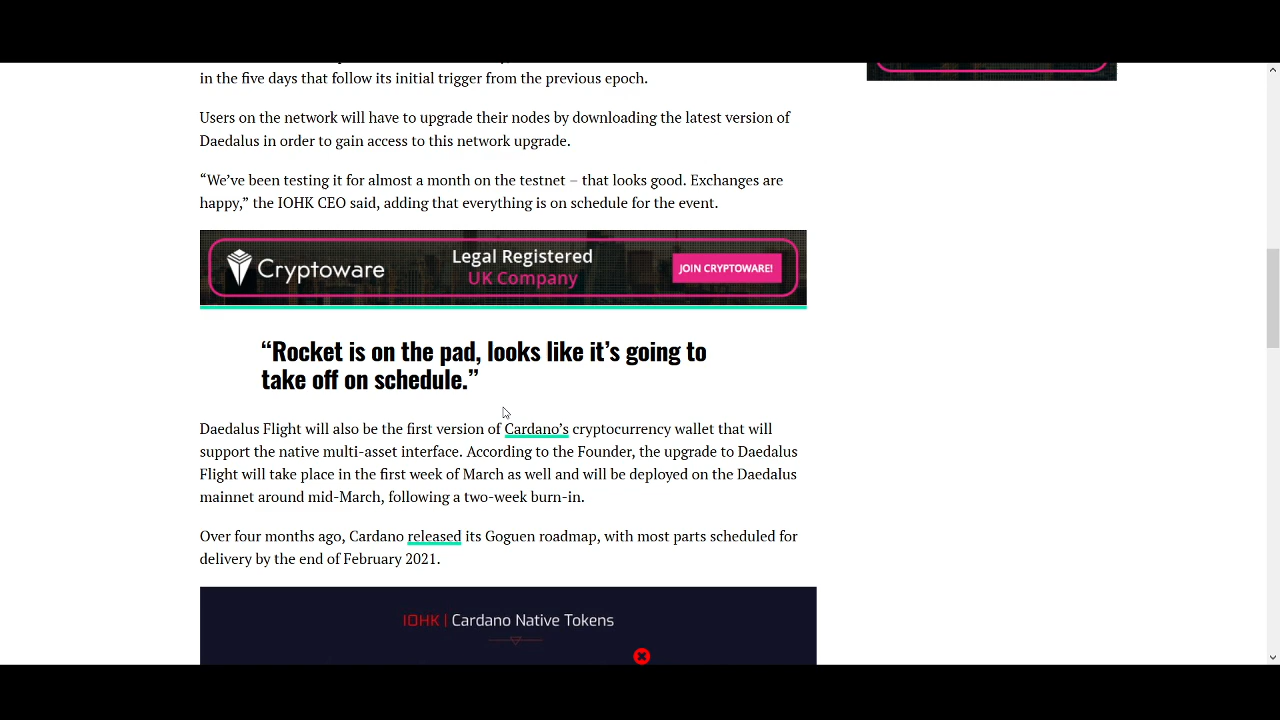 in the five days that follow its initial trigger from the previous epoch.
Users on the network will have to upgrade their nodes by downloading the latest version of
Daedalus in order to gain access to this network upgrade.
“We’ve been testing it for almost a month on the testnet – that looks good. Exchanges are
happy,” the IOHK CEO said, adding that everything is on schedule for the event.
Cryptoware
Legal Registered
UK Company
JOIN CRYPTOWARE!
“Rocket is on the pad, looks like it’s going to
take off on schedule.”
Daedalus Flight will also be the first version of Cardano’s cryptocurrency wallet that will
support the native multi-asset interface. According to the Founder, the upgrade to Daedalus
Flight will take place in the first week of March as well and will be deployed on the Daedalus
mainnet around mid-March, following a two-week burn-in.
Over four months ago, Cardano released its Goguen roadmap, with most parts scheduled for
delivery by the end of February 2021.
IOHK | Cardano Native Tokens